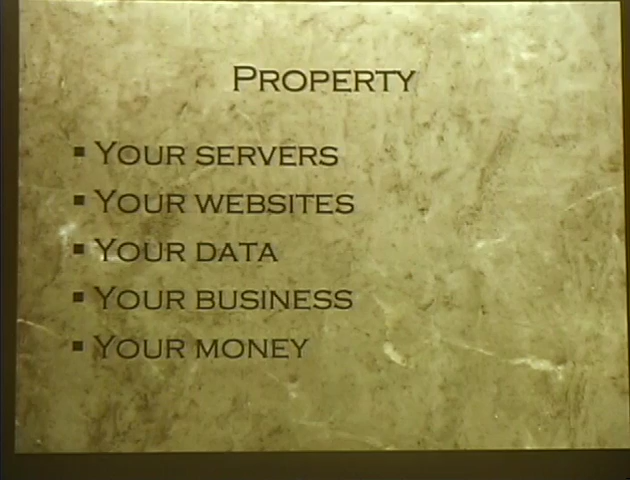 Property
▪ Your servers
▪ Your websites
▪ Your data
▪ Your business
▪ Your money